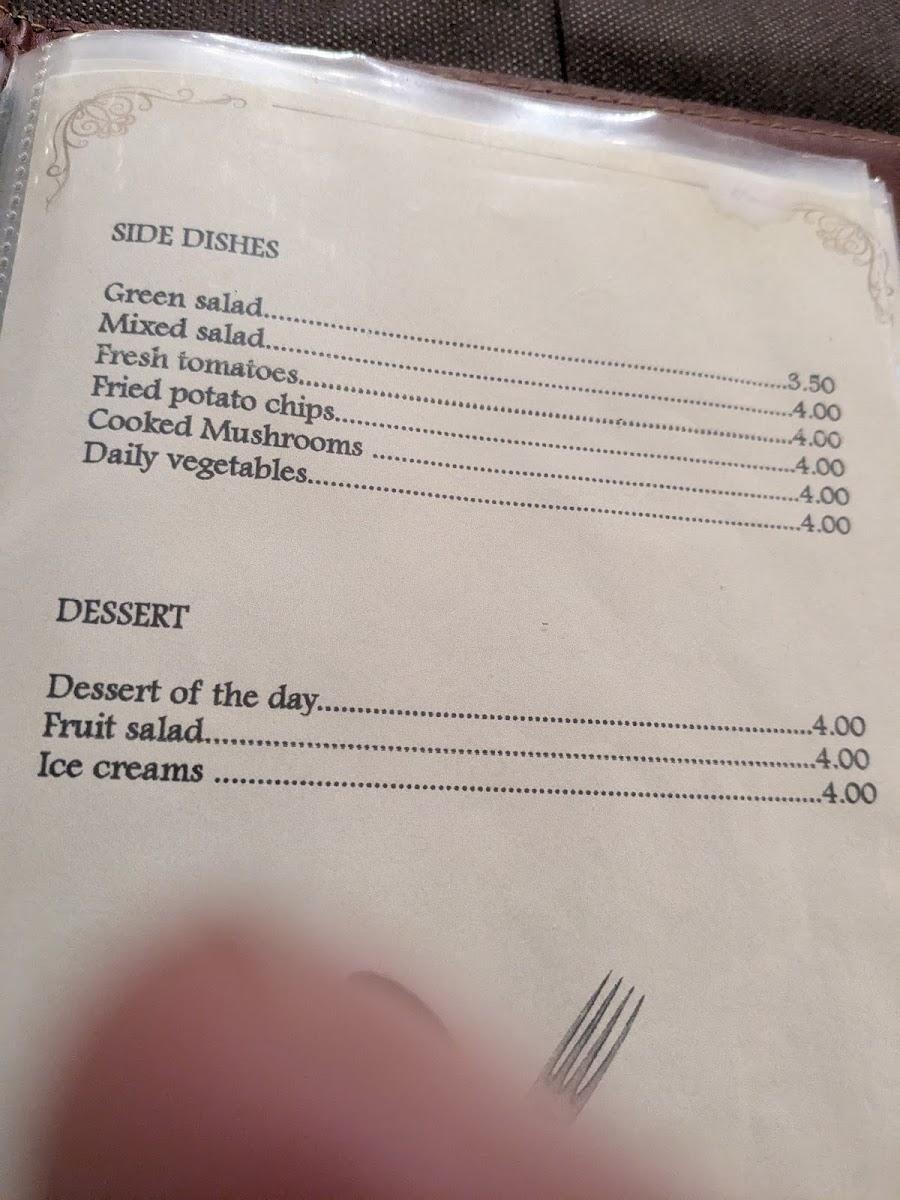 SIDE DISHES
Green salad....................................................3.50
Mixed salad....................................................4.00
Fresh tomatoes....................................................4.00
Fried potato chips....................................................4.00
Cooked Mushrooms ....................................................4.00
Daily vegetables....................................................4.00
DESSERT
Dessert of the day....................................................4.00
Fruit salad....................................................4.00
Ice creams ....................................................4.00